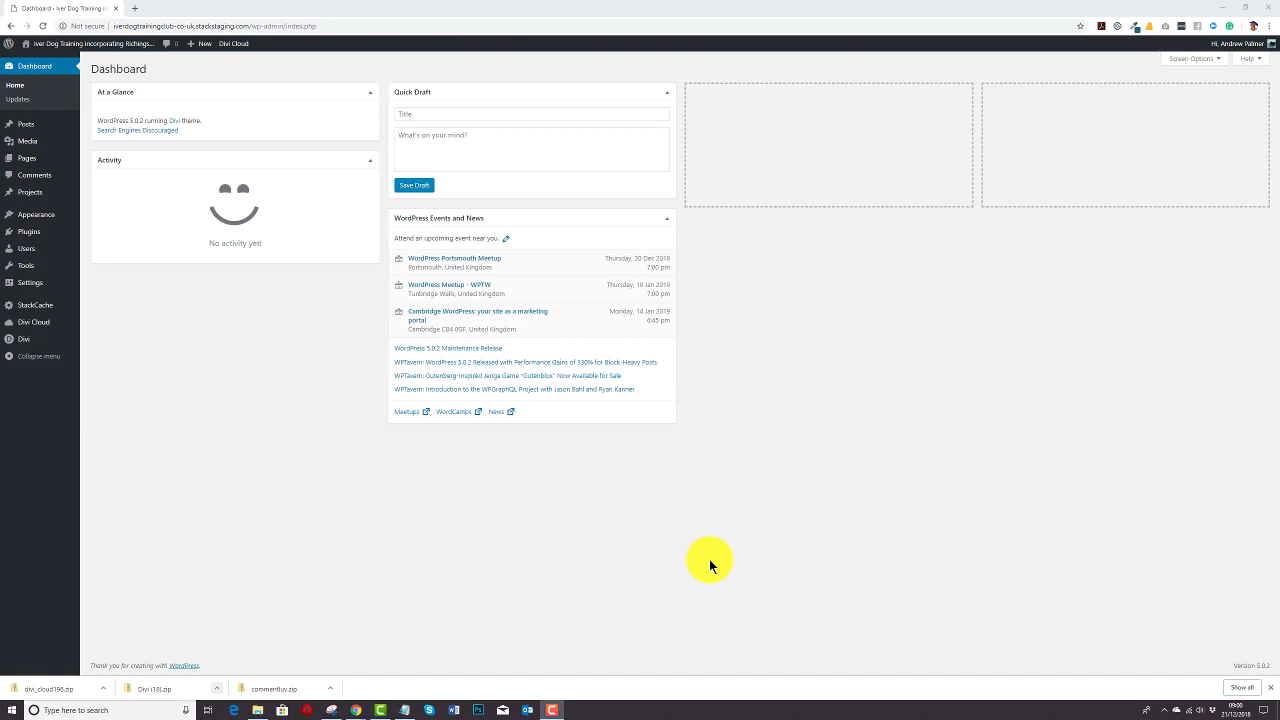 Dashboard ‹ Iver Dog Training in
Not secure | iverdogtrainingclub-co-uk.stackstaging.com/wp-admin/index.php
Iver Dog Training incorporating Richings... 0 New Divi Cloud
Hi, Andrew Palmer
Screen Options Help
Dashboard
Home
Updates
Posts
Media
Pages
Comments
Projects
Appearance
Plugins
Users
Tools
Settings
StackCache
Divi Cloud
Divi
Collapse menu
Dashboard
At a Glance
WordPress 5.0.2 running Divi theme.
Search Engines Discouraged
Activity
No activity yet!
Quick Draft
Title
What's on your mind?
Save Draft
WordPress Events and News
Attend an upcoming event near you.
WordPress Portsmouth Meetup Thursday, 20 Dec 2018
Portsmouth, United Kingdom 7:00 pm
WordPress Meetup - WPTW Thursday, 10 Jan 2019
Tunbridge Wells, United Kingdom 7:00 pm
Cambridge WordPress: your site as a marketing Monday, 14 Jan 2019
portal 6:45 pm
Cambridge CB4 0GF, United Kingdom
WordPress 5.0.2 Maintenance Release
WPTavern: WordPress 5.0.2 Released with Performance Gains of 330% for Block-Heavy Posts
WPTavern: Gutenberg-Inspired Jenga Game "Gutenblox" Now Available for Sale
WPTavern: Introduction to the WPGraphQL Project with Jason Bahl and Ryan Kanner
Meetups | WordCamps | News
Thank you for creating with WordPress.
Version 5.0.2
divi_cloud196.zip Divi (18).zip commentluv.zip Show all
Type here to search
09:00
21/12/2018